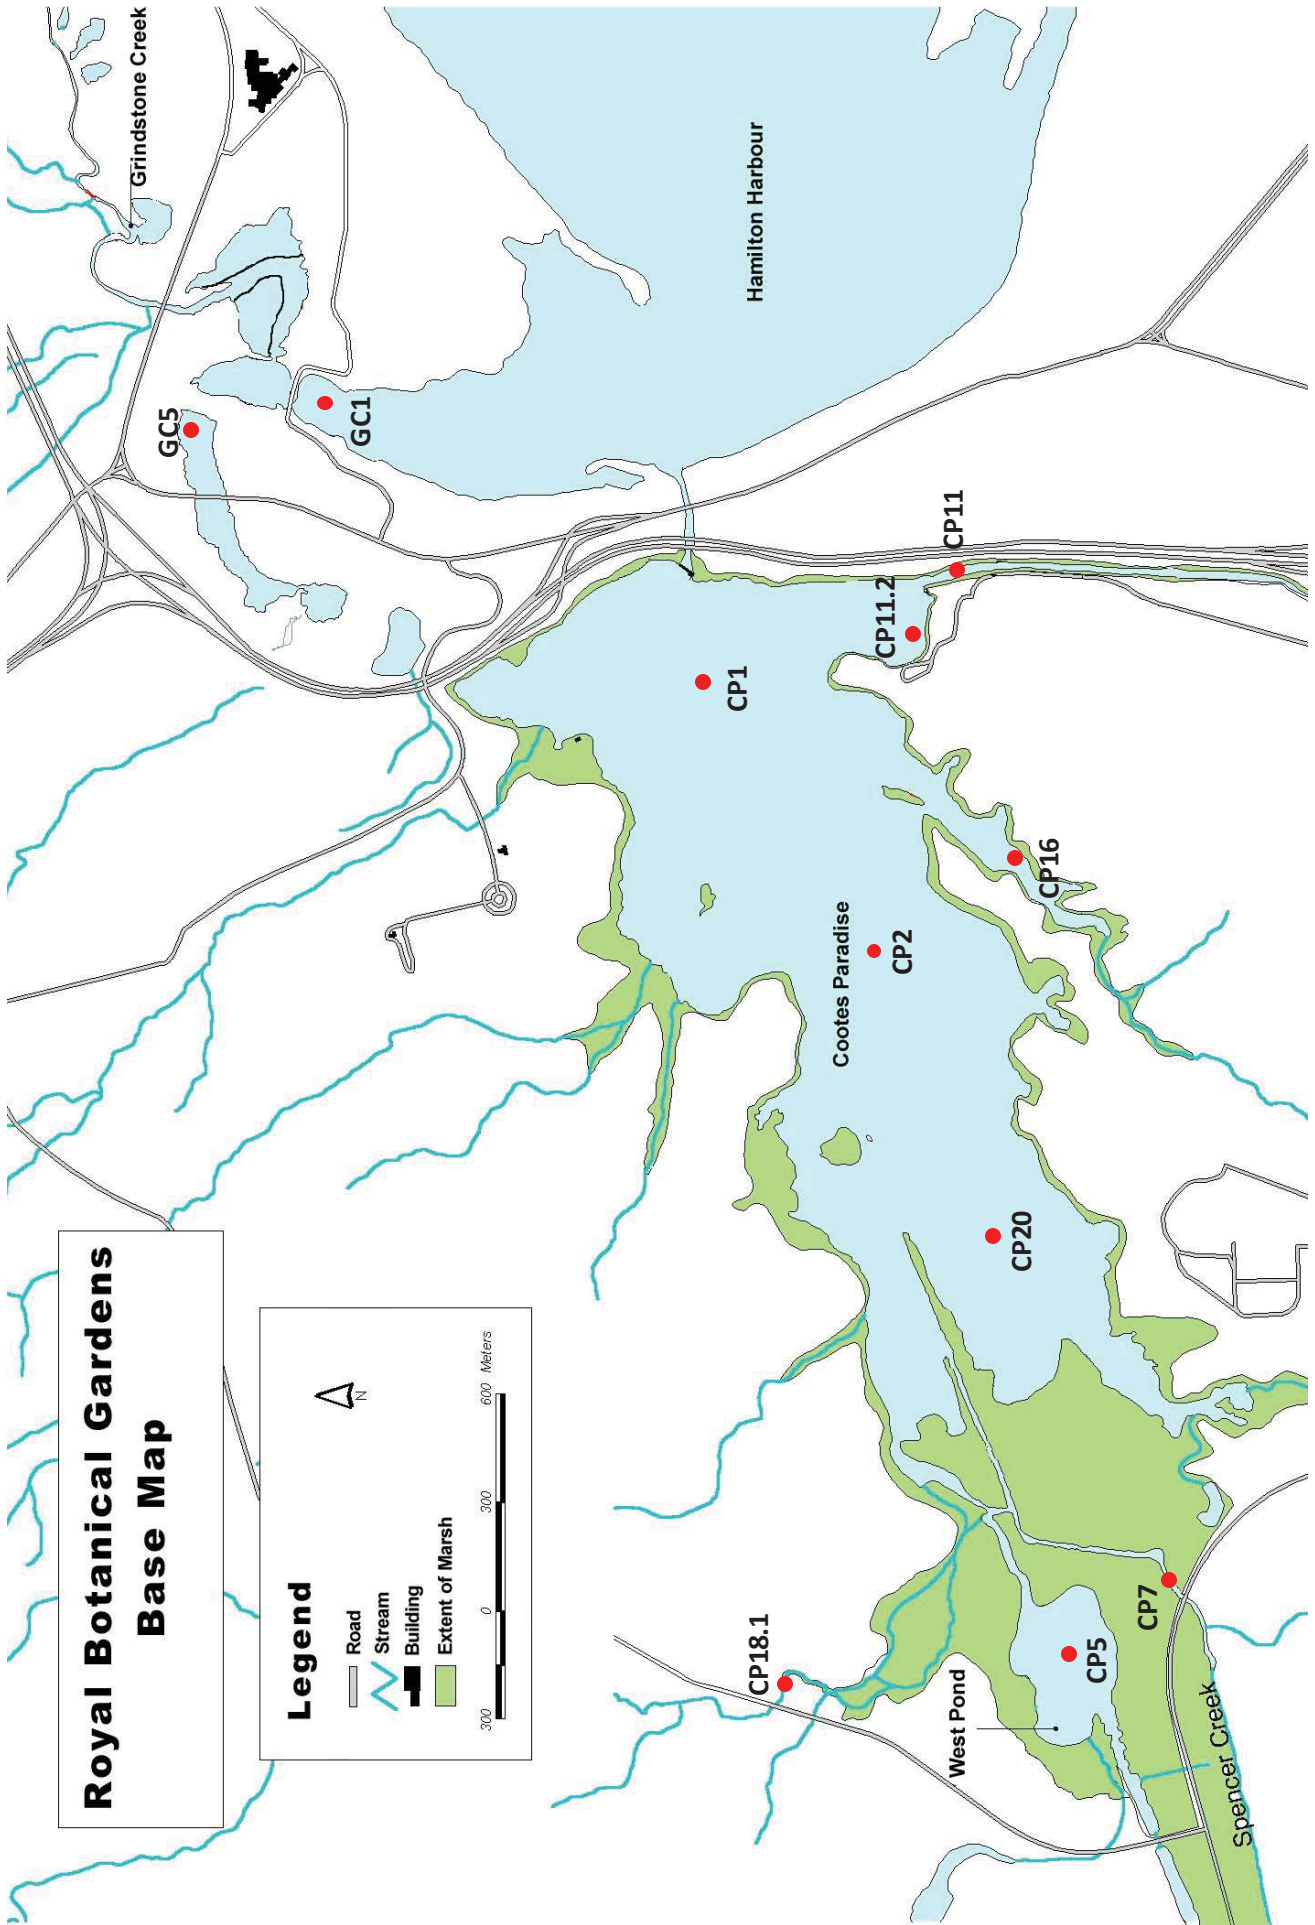 Royal Botanical Gardens
Base Map
Legend
Road
Stream
Building
Extent of Marsh
N
300 0 300 600 Meters
Grindstone Creek
GC5
GC1
Hamilton Harbour
CP11
CP11.2
CP1
CP16
CP2
Cootes Paradise
CP20
CP18.1
CP7
CP5
West Pond
Spencer Creek